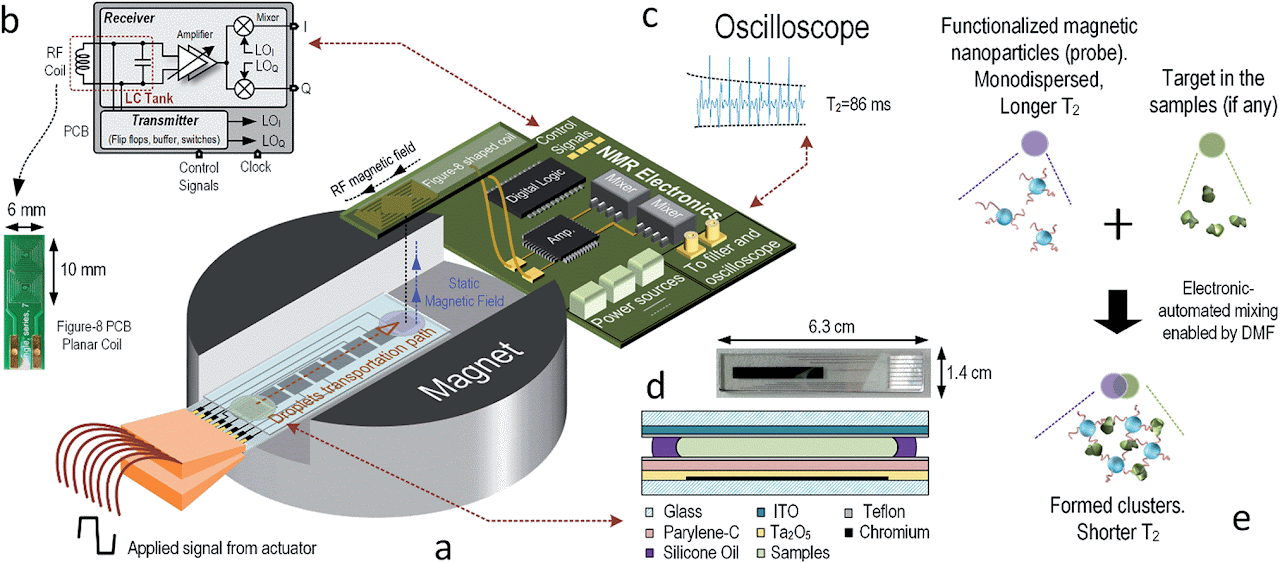 b
Receiver
Mixer
I
Amplifier
LO_I
LO_Q
RF
Coil
LC Tank
Q
PCB
Transmitter
(Flip flops, buffer, switches)
LO_I
LO_Q
Control
Signals
Clock
6 mm
10 mm
Figure-8 PCB
Planar Coil
RF magnetic field
Figure-8 shaped coil
Control
Signals
NMR Electronics
Digital Logic
Mixer
Mixer
Amp.
Power sources
To filter and
oscilloscope
Static
Magnetic Field
Droplets transportation path
Magnet
Applied signal from actuator
a
c
Oscilloscope
T₂=86 ms
6.3 cm
1.4 cm
d
Glass
ITO
Teflon
Parylene-C
Ta₂O₅
Chromium
Silicone Oil
Samples
Functionalized magnetic
nanoparticles (probe).
Monodispersed,
Longer T₂
Target in the
samples (if any)
+
Electronic-
automated mixing
enabled by DMF
Formed clusters.
Shorter T₂
e